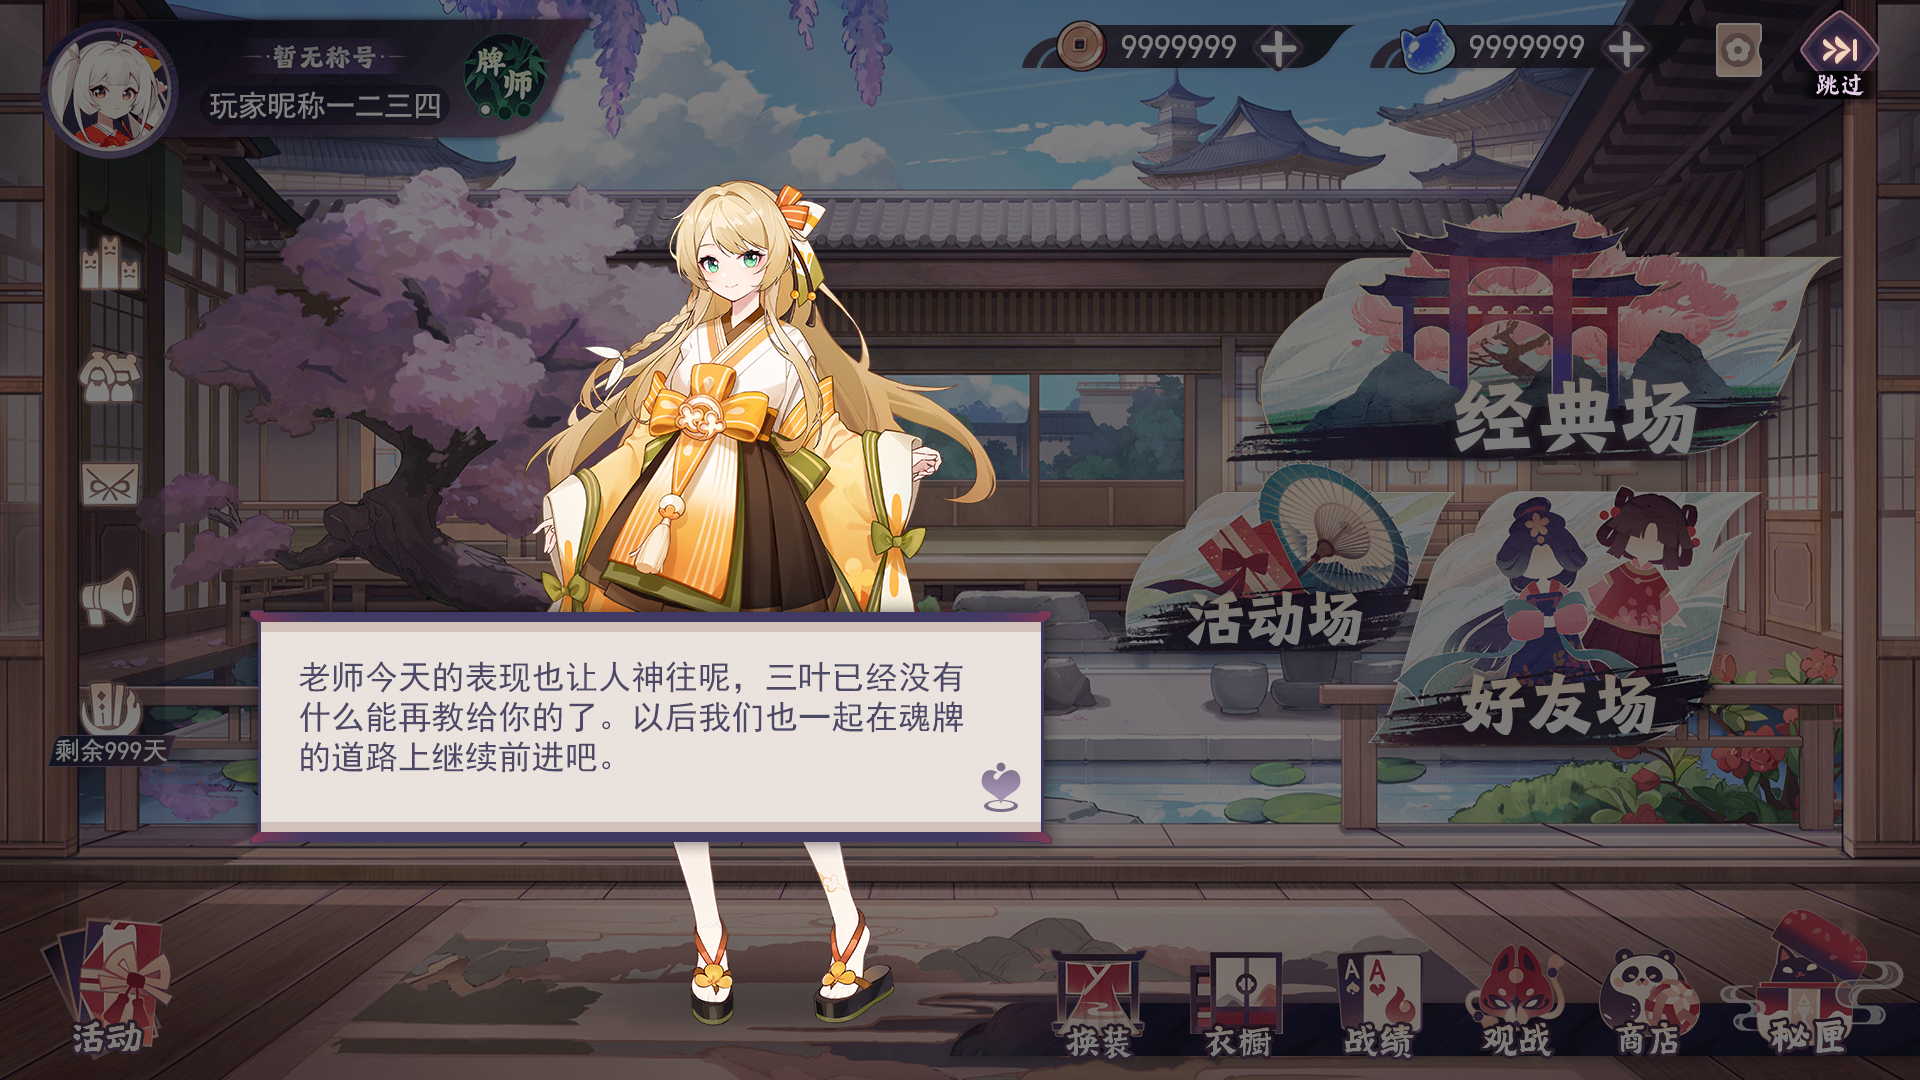 暂无称号
玩家昵称一二三四
牌师
9999999
9999999
跳过
经典场
活动场
好友场
剩余999天
老师今天的表现也让人神往呢，三叶已经没有
什么能再教给你的了。以后我们也一起在魂牌
的道路上继续前进吧。
活动
换装
衣橱
A A
战绩
观战
商店
秘匣